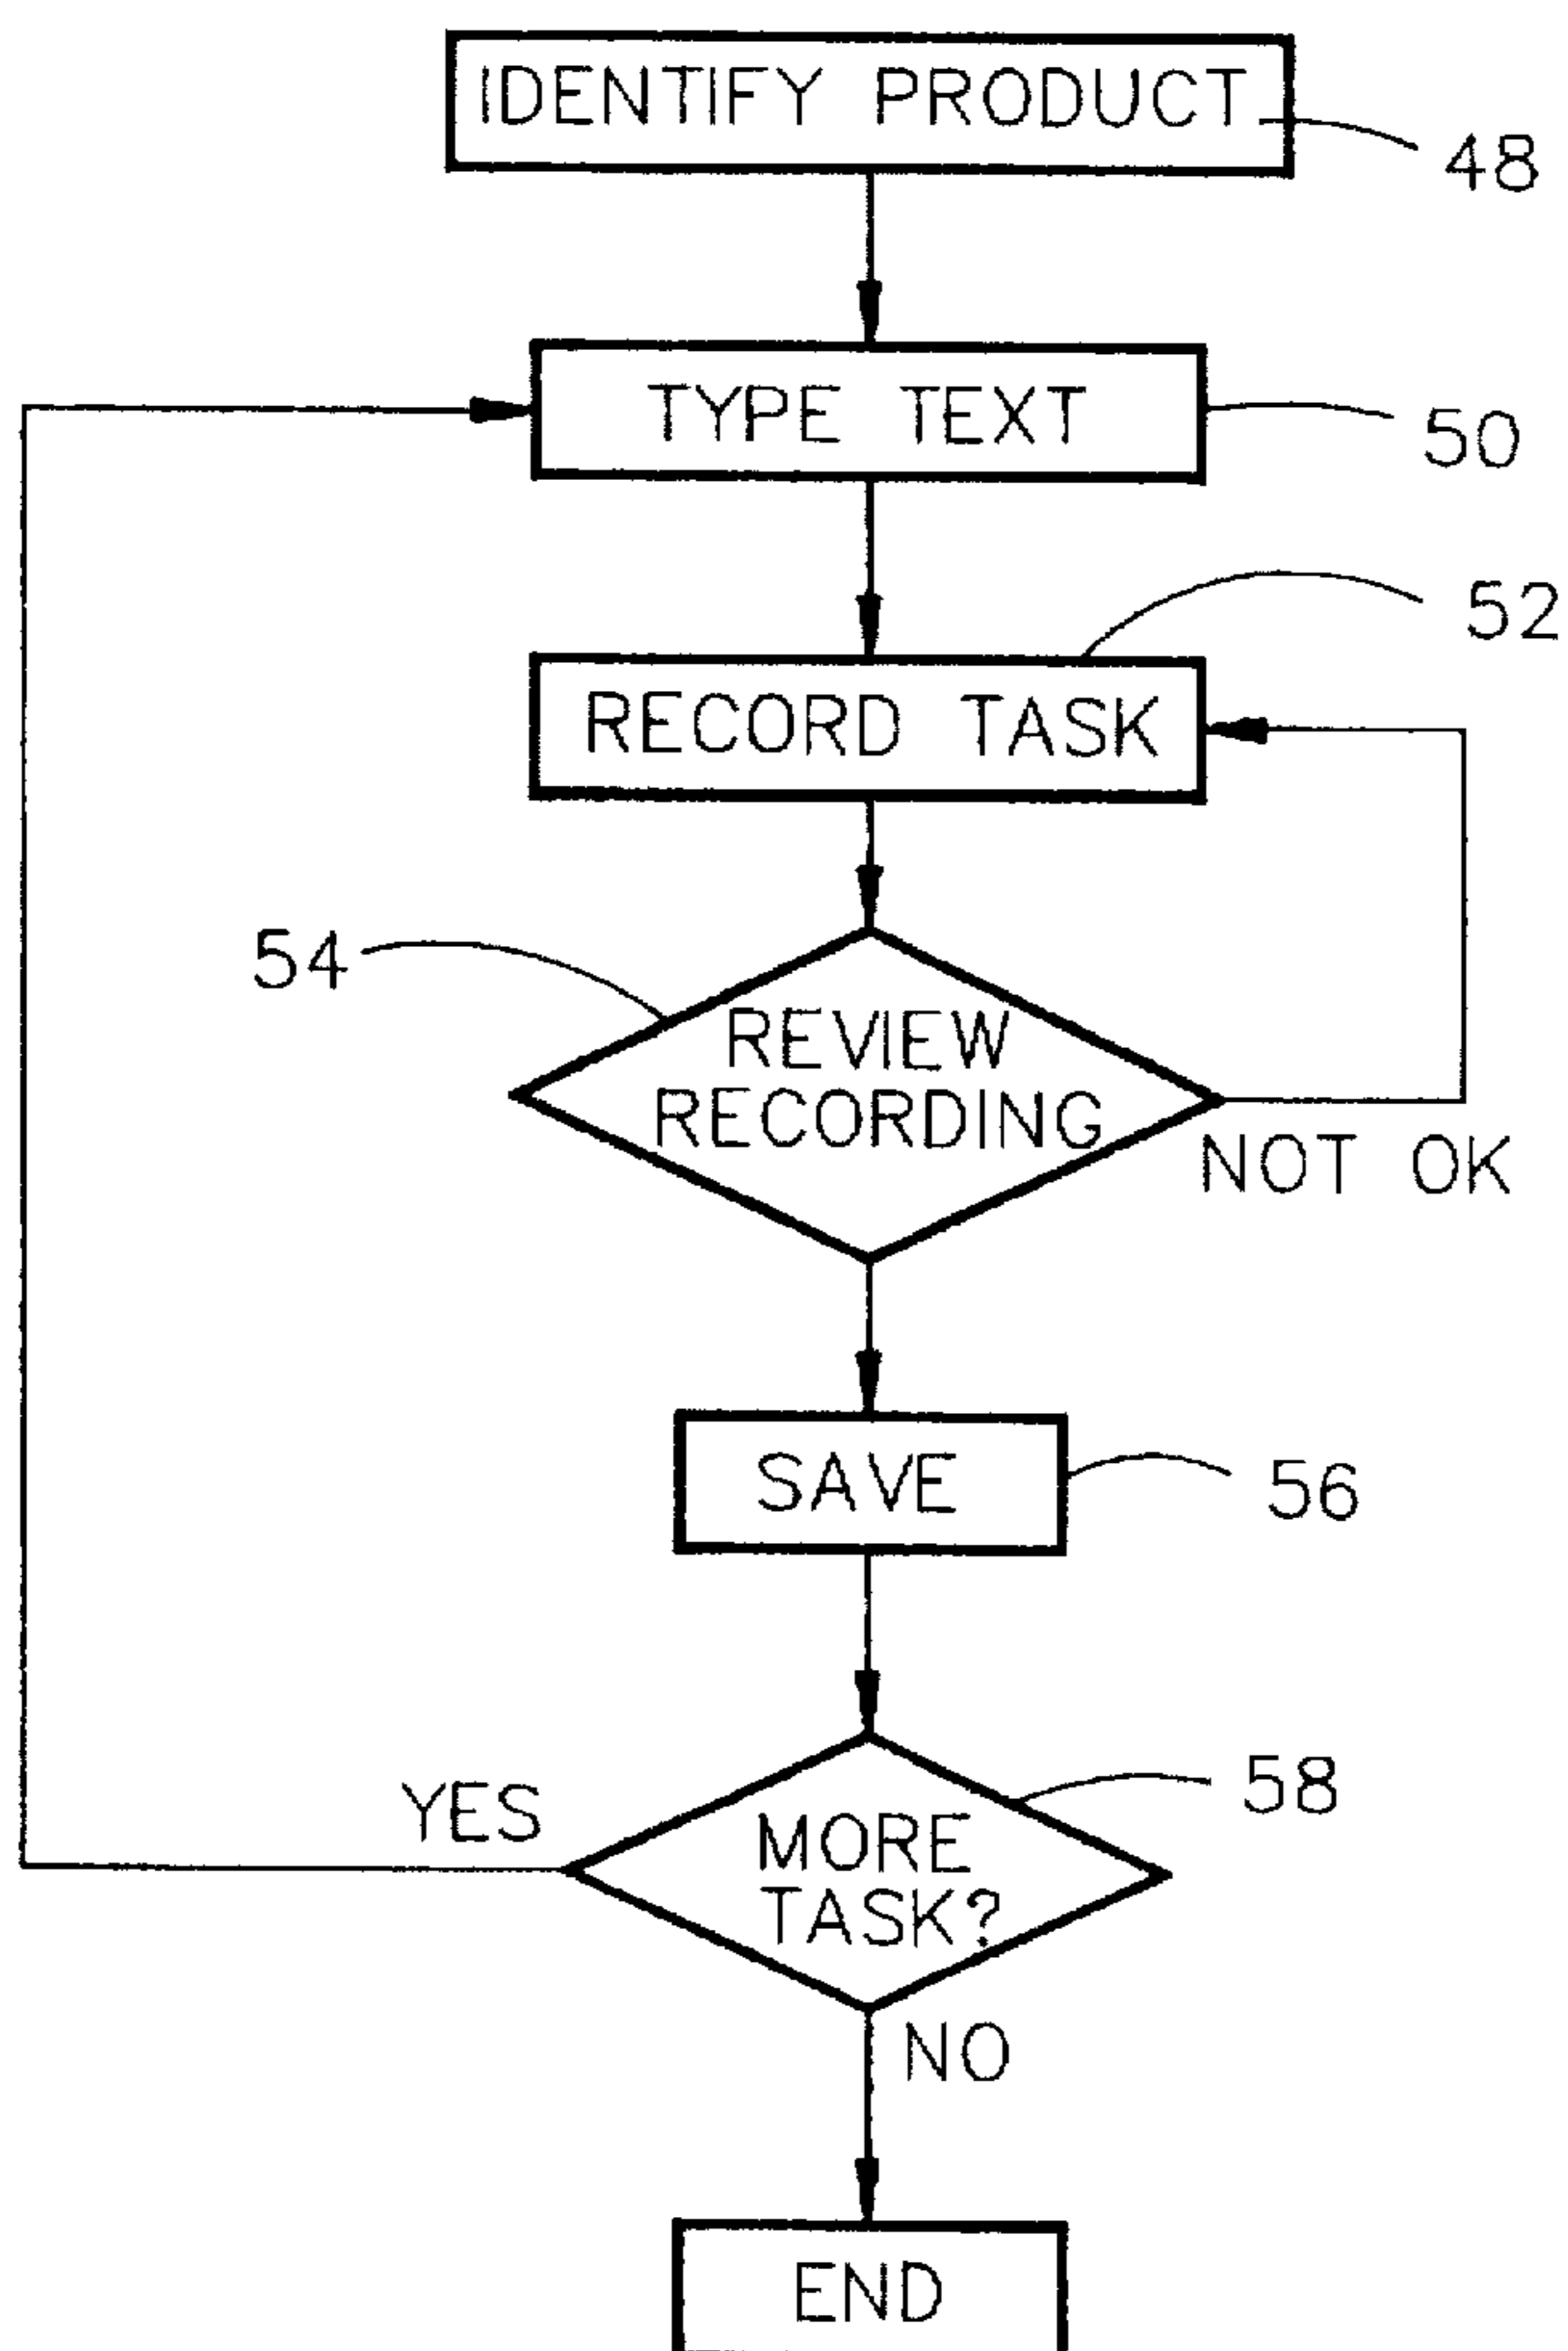 IDENTIFY PRODUCT
48
TYPE TEXT
50
52
RECORD TASK
54
REVIEW
RECORDING
NOT OK
SAVE
56
YES
58
MORE
TASK?
NO
END